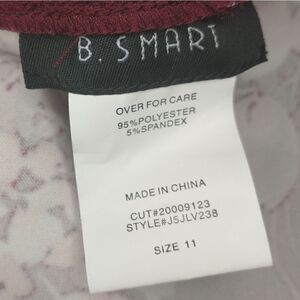 B. SMART
OVER FOR CARE
95%POLYESTER
5%SPANDEX
MADE IN CHINA
CUT#20009123
STYLE#J5JLV238
SIZE 11